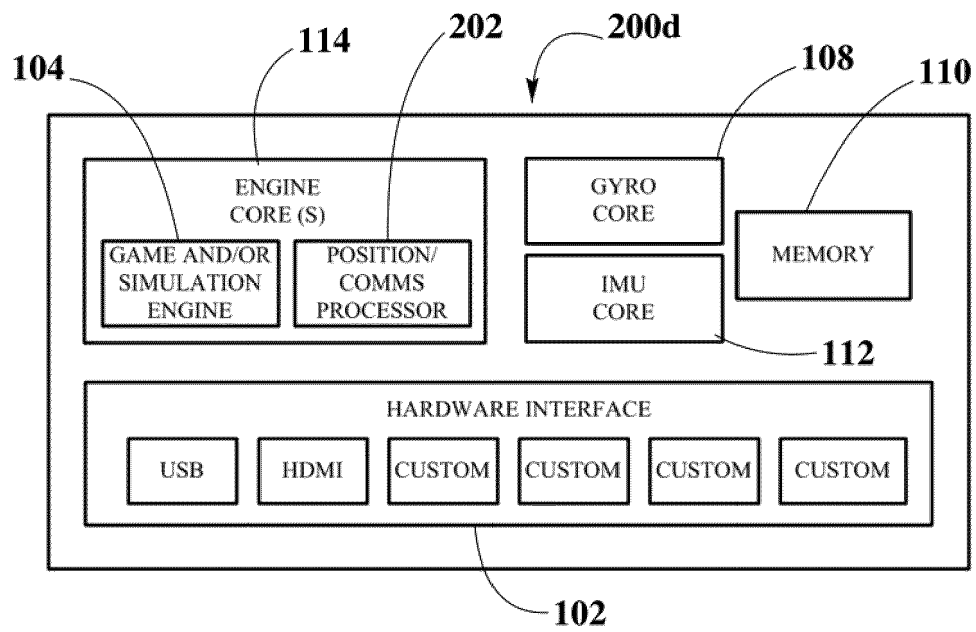 202
200d
114
104
108
110
ENGINE
CORE (S)
GAME AND/OR
SIMULATION
ENGINE
POSITION/
COMMS
PROCESSOR
GYRO
CORE
IMU
CORE
MEMORY
112
HARDWARE INTERFACE
USB
HDMI
CUSTOM
CUSTOM
CUSTOM
CUSTOM
102